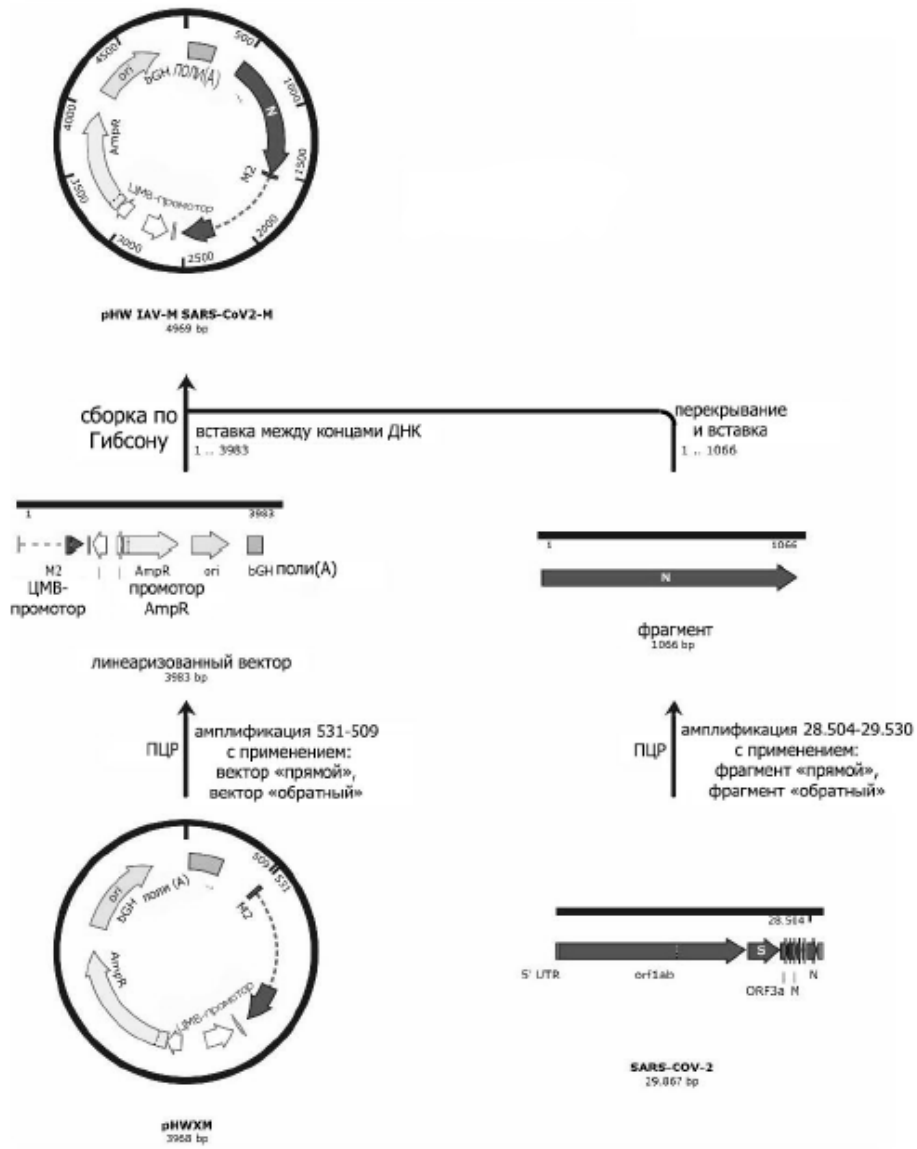 4500
500
ori
bGH ПОЛИ(А)
4000
1000
AmpR
N
M2
1500
3500
ЦМВ-промотор
2000
3000
2500
pHW IAV-M SARS-CoV2-M
4969 bp
сборка по
Гибсону
вставка между концами ДНК
1 .. 3983
перекрывание
и вставка
1 .. 1066
1
3983
M2
AmpR
ori
bGH поли(А)
ЦМВ-
промотор
промотор
AmpR
линеаризованный вектор
3983 bp
1
1066
N
фрагмент
1066 bp
ПЦР
амплификация 531-509
с применением:
вектор «прямой»,
вектор «обратный»
ПЦР
амплификация 28.504-29.530
с применением:
фрагмент «прямой»,
фрагмент «обратный»
509
531
ori
bGH поли (А)
M2
AmpR
ЦМВ-промотор
pHWXM
3968 bp
28.504
S
5' UTR
orf1ab
N
ORF3a
M
SARS-COV-2
29.867 bp